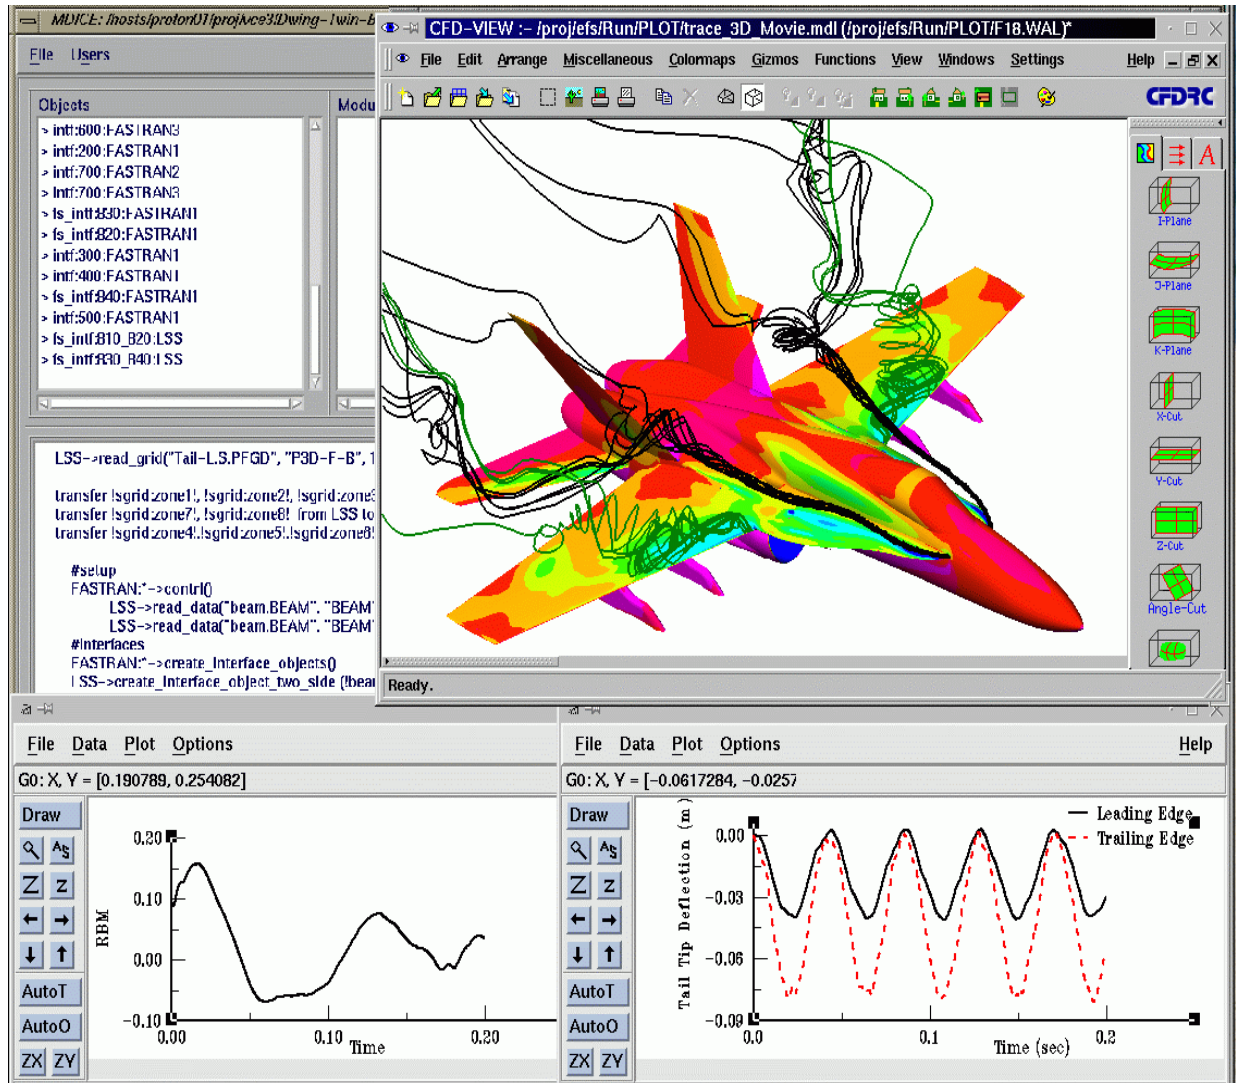 MDICE: /hosts/proton01/proj/vce3/Dwing-Twin-B
File Users
Objects
Modu
> intf:600:FASTRAN3
> intf:200:FASTRAN1
> intf:700:FASTRAN2
> intf:700:FASTRAN3
> fs_intf:830:FASTRAN1
> fs_intf:820:FASTRAN1
> intf:300:FASTRAN1
> intf:400:FASTRAN1
> fs_intf:840:FASTRAN1
> intf:500:FASTRAN1
> fs_intf:810_B20:LSS
> fs_intf:830_B40:LSS
LSS->read_grid("Tail-L.S.PFGD", "P3D-F-B", 1
transfer !sgrid:zone1!, !sgrid:zone2!, !sgrid:zone3
transfer !sgrid:zone7!, !sgrid:zone8! from LSS to
transfer !sgrid:zone4!,!sgrid:zone5!,!sgrid:zone6!
#setup
FASTRAN:*->contrl()
LSS->read_data("beam.BEAM", "BEAM"
LSS->read_data("beam.BEAM", "BEAM"
#interfaces
FASTRAN:*->create_interface_objects()
LSS->create_interface_object_two_side (!bear
CFD-VIEW :- /proj/efs/Run/PLOT/trace_3D_Movie.mdl (/proj/efs/Run/PLOT/F18.WAL)*
File Edit Arrange Miscellaneous Colormaps Gizmos Functions View Windows Settings Help
CFDRC
A
I-Plane
J-Plane
K-Plane
X-Cut
Y-Cut
Z-Cut
Angle-Cut
Ready.
File Data Plot Options
G0: X, Y = [0.190789, 0.254082]
Draw
AS
Z z
AutoT
AutoO
ZX ZY
RBM
0.20
0.10
0.00
-0.10
0.00 0.10 0.20
Time
File Data Plot Options Help
G0: X, Y = [-0.0617284, -0.0257
Draw
AS
Z z
AutoT
AutoO
ZX ZY
Tail Tip Deflection (m)
Leading Edge
Trailing Edge
0.00
-0.03
-0.06
-0.09
0.0 0.1 0.2
Time (sec)